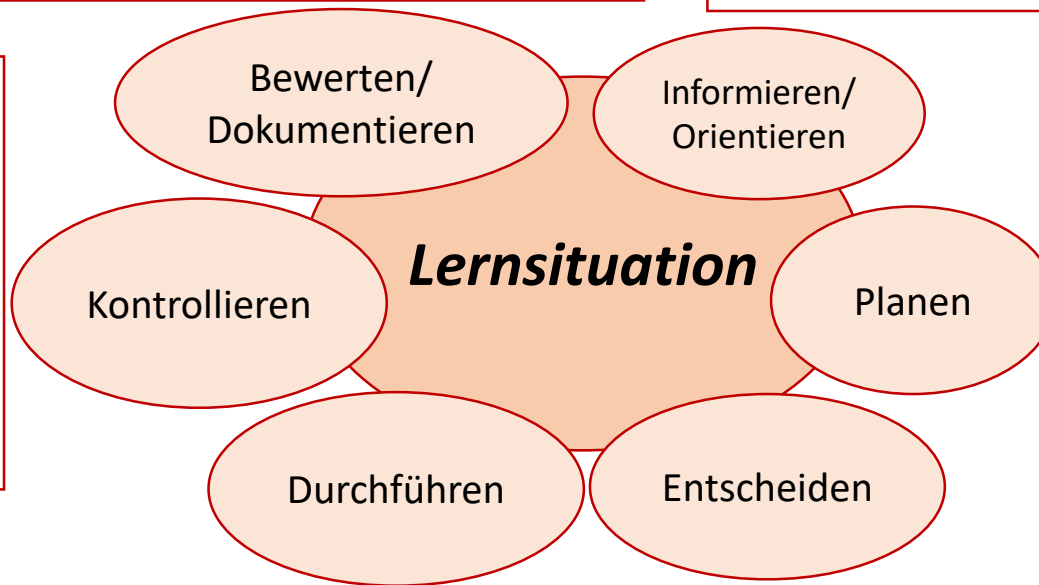 Bewerten/
Dokumentieren
Informieren/
Orientieren
Lernsituation
Kontrollieren
Planen
Durchführen
Entscheiden